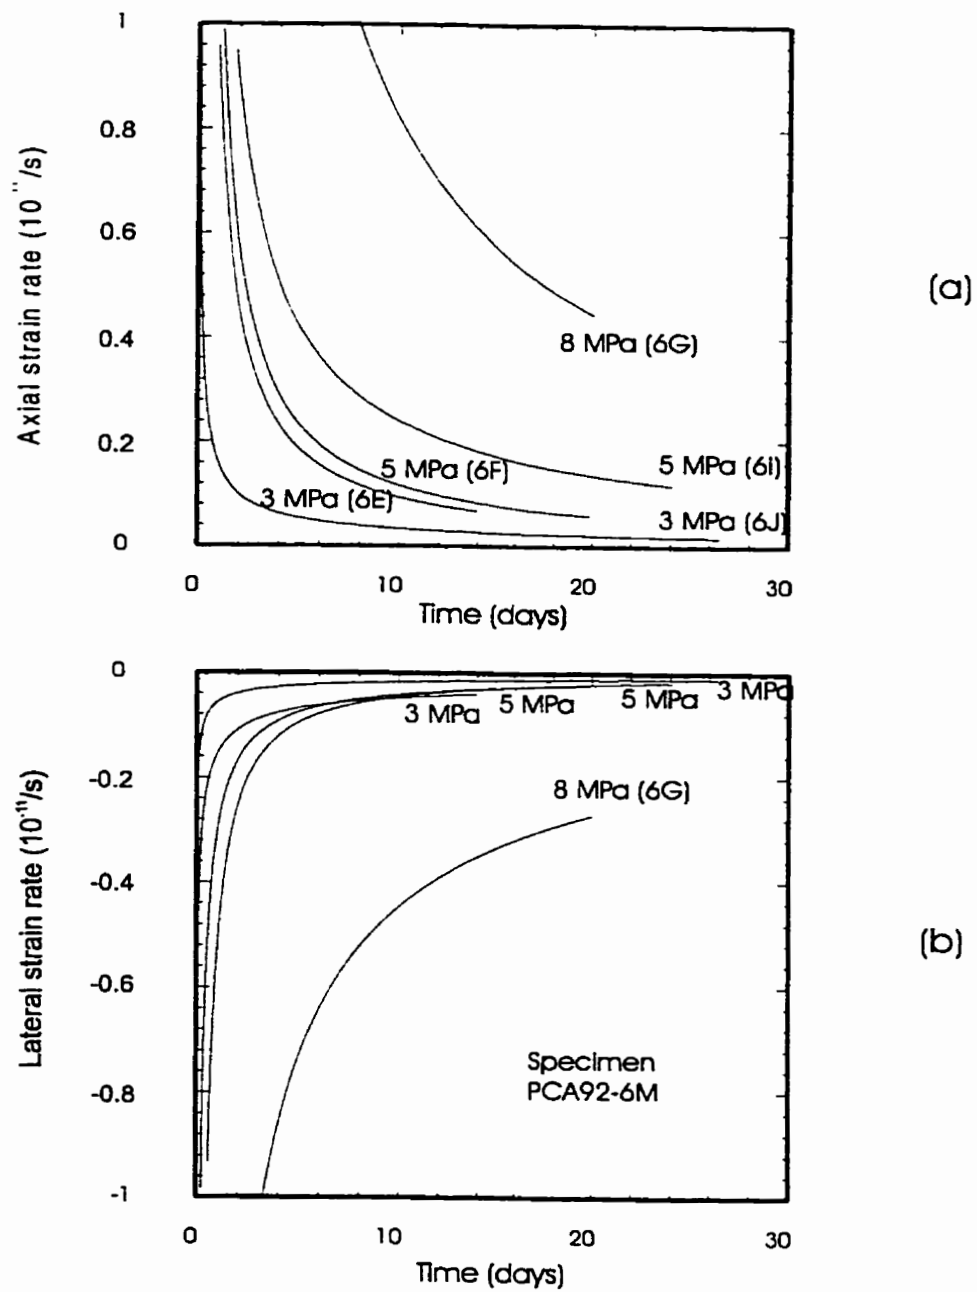 1
0.8
0.6
0.4
0.2
0
Axial strain rate (10¨/s)
8 MPa (6G)
5 MPa (6F)
5 MPa (6I)
3 MPa (6E)
3 MPa (6J)
0 10 20 30
Time (days)
(a)
0
-0.2
-0.4
-0.6
-0.8
-1
Lateral strain rate (10⁻¹¹/s)
3 MPa
5 MPa
5 MPa
3 MPa
8 MPa (6G)
Specimen
PCA92-6M
0 10 20 30
Time (days)
(b)